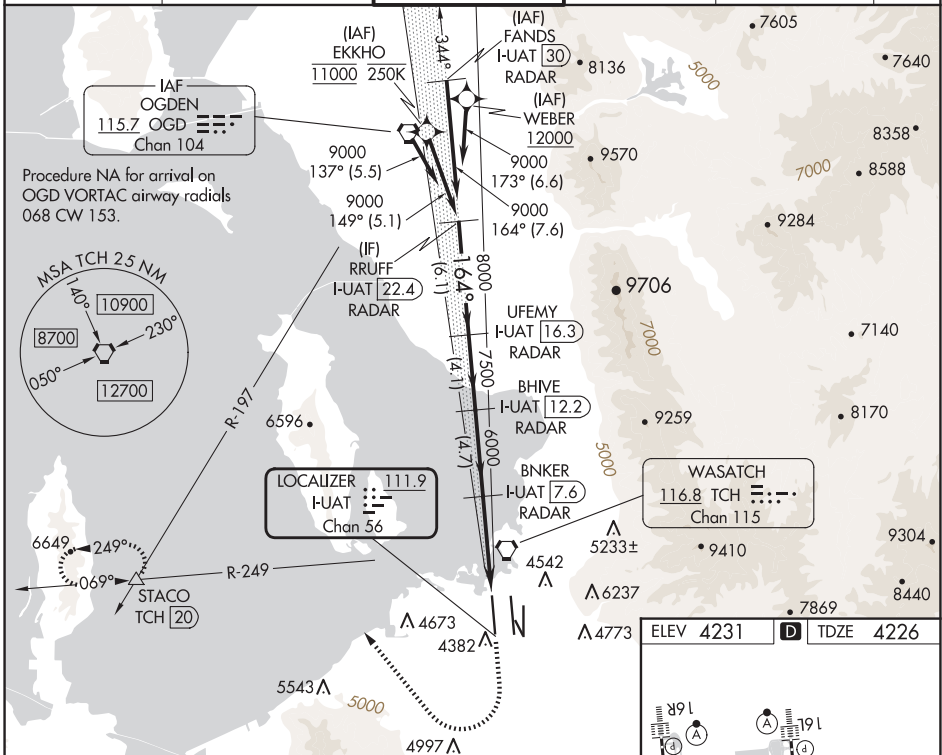 (IAF)
FANDS
I-UAT 30
RADAR
(IAF)
EKKHO
11000 250K
344°
7605
8136
5000
7640
IAF
OGDEN
115.7 OGD
Chan 104
(IAF)
WEBER
12000
8358
9000
137° (5.5)
9000
173° (6.6)
9570
7000
8588
Procedure NA for arrival on
OGD VORTAC airway radials
068 CW 153.
9000
149° (5.1)
9000
164° (7.6)
9284
(IF)
RRUFF
I-UAT 22.4
RADAR
164°
(6.1)
8000
MSA TCH 25 NM
140°
10900
8700
230°
050°
12700
9706
7000
UFEMY
I-UAT 16.3
RADAR
7140
(4.1)
7500
R-197
BHIVE
I-UAT 12.2
RADAR
8170
9259
6596
(4.7)
6000
5000
LOCALIZER 111.9
I-UAT
Chan 56
BNKER
I-UAT 7.6
RADAR
WASATCH
116.8 TCH
Chan 115
6649
249°
069°
R-249
STACO
TCH 20
5233±
9410
9304
4542
6237
8440
7869
4673
4382
4773
ELEV 4231 D TDZE 4226
5543
5000
4997
16R
A
A
16L
P
P